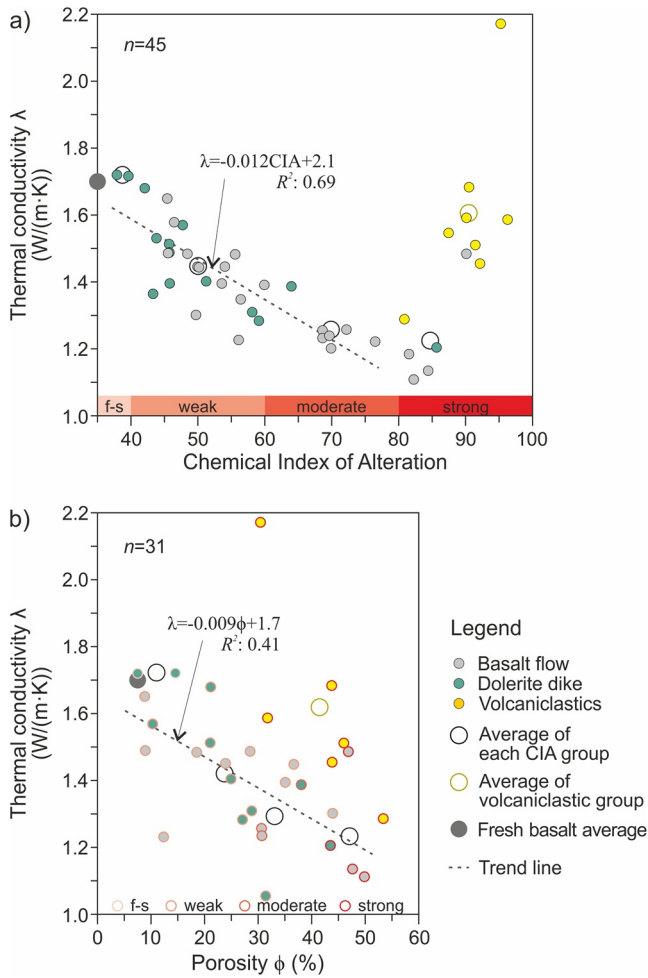 a)
Thermal conductivity λ
(W/(m·K))
2.2
2.0
1.8
1.6
1.4
1.2
1.0
n=45
λ=-0.012CIA+2.1
R²: 0.69
f-s weak moderate strong
40 50 60 70 80 90 100
Chemical Index of Alteration
b)
Thermal conductivity λ
(W/(m·K))
2.2
2.0
1.8
1.6
1.4
1.2
1.0
n=31
λ=-0.009ϕ+1.7
R²: 0.41
f-s weak moderate strong
0 10 20 30 40 50 60
Porosity ϕ (%)
Legend
Basalt flow
Dolerite dike
Volcaniclastics
Average of
each CIA group
Average of
volcaniclastic group
Fresh basalt average
Trend line